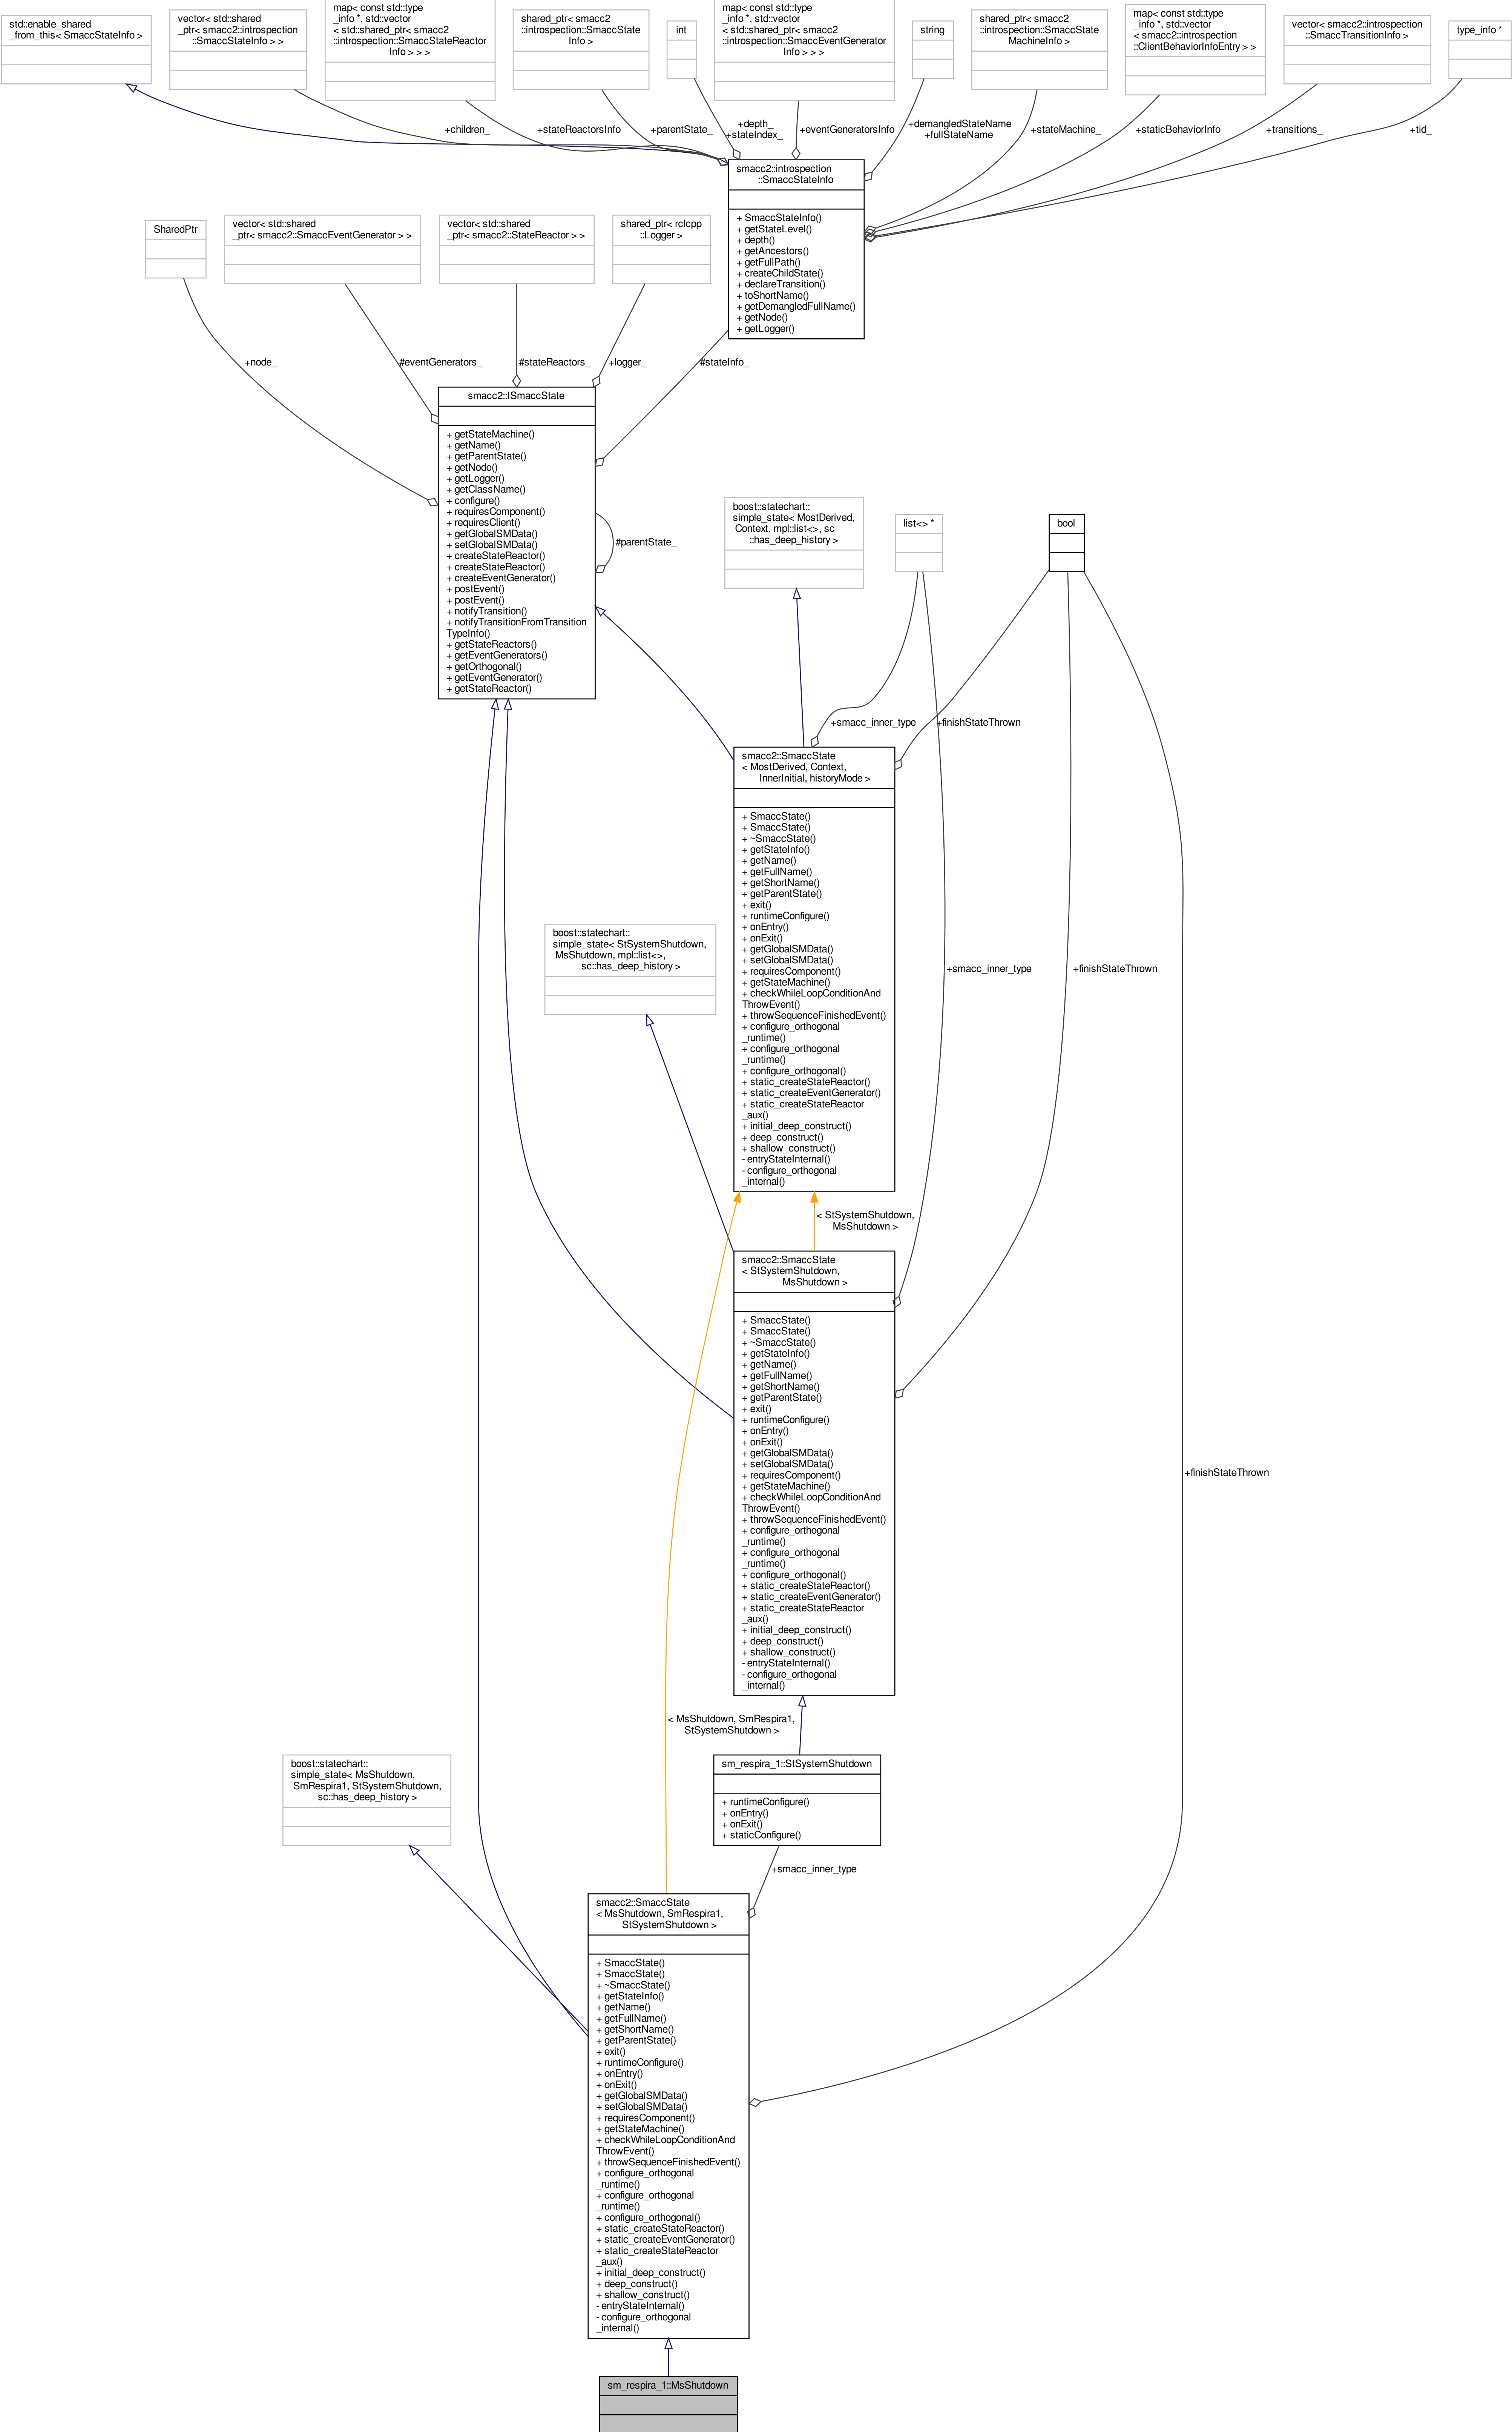 std::enable_shared
_from_this< SmaccStateInfo >
vector< std::shared
_ptr< smacc2::introspection
::SmaccStateInfo > >
map< const std::type
_info *, std::vector
< std::shared_ptr< smacc2
::introspection::SmaccStateReactor
Info > > >
shared_ptr< smacc2
::introspection::SmaccState
Info >
int
map< const std::type
_info *, std::vector
< std::shared_ptr< smacc2
::introspection::SmaccEventGenerator
Info > > >
string
shared_ptr< smacc2
::introspection::SmaccState
MachineInfo >
map< const std::type
_info *, std::vector
< smacc2::introspection
::ClientBehaviorInfoEntry > >
vector< smacc2::introspection
::SmaccTransitionInfo >
type_info *
+children_
+stateReactorsInfo
+parentState_
+depth_
+stateIndex_
+eventGeneratorsInfo
+demangledStateName
+fullStateName
+stateMachine_
+staticBehaviorInfo
+transitions_
+tid_
smacc2::introspection
::SmaccStateInfo
+ SmaccStateInfo()
+ getStateLevel()
+ depth()
+ getAncestors()
+ getFullPath()
+ createChildState()
+ declareTransition()
+ toShortName()
+ getDemangledFullName()
+ getNode()
+ getLogger()
SharedPtr
vector< std::shared
_ptr< smacc2::SmaccEventGenerator > >
vector< std::shared
_ptr< smacc2::StateReactor > >
shared_ptr< rclcpp
::Logger >
+node_
#eventGenerators_
#stateReactors_
+logger_
#stateInfo_
smacc2::ISmaccState
+ getStateMachine()
+ getName()
+ getParentState()
+ getNode()
+ getLogger()
+ getClassName()
+ configure()
+ requiresComponent()
+ requiresClient()
+ getGlobalSMData()
+ setGlobalSMData()
+ createStateReactor()
+ createStateReactor()
+ createEventGenerator()
+ postEvent()
+ postEvent()
+ notifyTransition()
+ notifyTransitionFromTransition
TypeInfo()
+ getStateReactors()
+ getEventGenerators()
+ getOrthogonal()
+ getEventGenerator()
+ getStateReactor()
#parentState_
boost::statechart::
simple_state< MostDerived,
Context, mpl::list<>, sc
::has_deep_history >
list<> *
bool
+smacc_inner_type
+finishStateThrown
smacc2::SmaccState
< MostDerived, Context,
InnerInitial, historyMode >
+ SmaccState()
+ SmaccState()
+ ~SmaccState()
+ getStateInfo()
+ getName()
+ getFullName()
+ getShortName()
+ getParentState()
+ exit()
+ runtimeConfigure()
+ onEntry()
+ onExit()
+ getGlobalSMData()
+ setGlobalSMData()
+ requiresComponent()
+ getStateMachine()
+ checkWhileLoopConditionAnd
ThrowEvent()
+ throwSequenceFinishedEvent()
+ configure_orthogonal
_runtime()
+ configure_orthogonal
_runtime()
+ configure_orthogonal()
+ static_createStateReactor()
+ static_createEventGenerator()
+ static_createStateReactor
_aux()
+ initial_deep_construct()
+ deep_construct()
+ shallow_construct()
- entryStateInternal()
- configure_orthogonal
_internal()
boost::statechart::
simple_state< StSystemShutdown,
MsShutdown, mpl::list<>,
sc::has_deep_history >
+smacc_inner_type
+finishStateThrown
< StSystemShutdown,
MsShutdown >
smacc2::SmaccState
< StSystemShutdown,
MsShutdown >
+ SmaccState()
+ SmaccState()
+ ~SmaccState()
+ getStateInfo()
+ getName()
+ getFullName()
+ getShortName()
+ getParentState()
+ exit()
+ runtimeConfigure()
+ onEntry()
+ onExit()
+ getGlobalSMData()
+ setGlobalSMData()
+ requiresComponent()
+ getStateMachine()
+ checkWhileLoopConditionAnd
ThrowEvent()
+ throwSequenceFinishedEvent()
+ configure_orthogonal
_runtime()
+ configure_orthogonal
_runtime()
+ configure_orthogonal()
+ static_createStateReactor()
+ static_createEventGenerator()
+ static_createStateReactor
_aux()
+ initial_deep_construct()
+ deep_construct()
+ shallow_construct()
- entryStateInternal()
- configure_orthogonal
_internal()
+finishStateThrown
< MsShutdown, SmRespira1,
StSystemShutdown >
boost::statechart::
simple_state< MsShutdown,
SmRespira1, StSystemShutdown,
sc::has_deep_history >
sm_respira_1::StSystemShutdown
+ runtimeConfigure()
+ onEntry()
+ onExit()
+ staticConfigure()
+smacc_inner_type
smacc2::SmaccState
< MsShutdown, SmRespira1,
StSystemShutdown >
+ SmaccState()
+ SmaccState()
+ ~SmaccState()
+ getStateInfo()
+ getName()
+ getFullName()
+ getShortName()
+ getParentState()
+ exit()
+ runtimeConfigure()
+ onEntry()
+ onExit()
+ getGlobalSMData()
+ setGlobalSMData()
+ requiresComponent()
+ getStateMachine()
+ checkWhileLoopConditionAnd
ThrowEvent()
+ throwSequenceFinishedEvent()
+ configure_orthogonal
_runtime()
+ configure_orthogonal
_runtime()
+ configure_orthogonal()
+ static_createStateReactor()
+ static_createEventGenerator()
+ static_createStateReactor
_aux()
+ initial_deep_construct()
+ deep_construct()
+ shallow_construct()
- entryStateInternal()
- configure_orthogonal
_internal()
sm_respira_1::MsShutdown